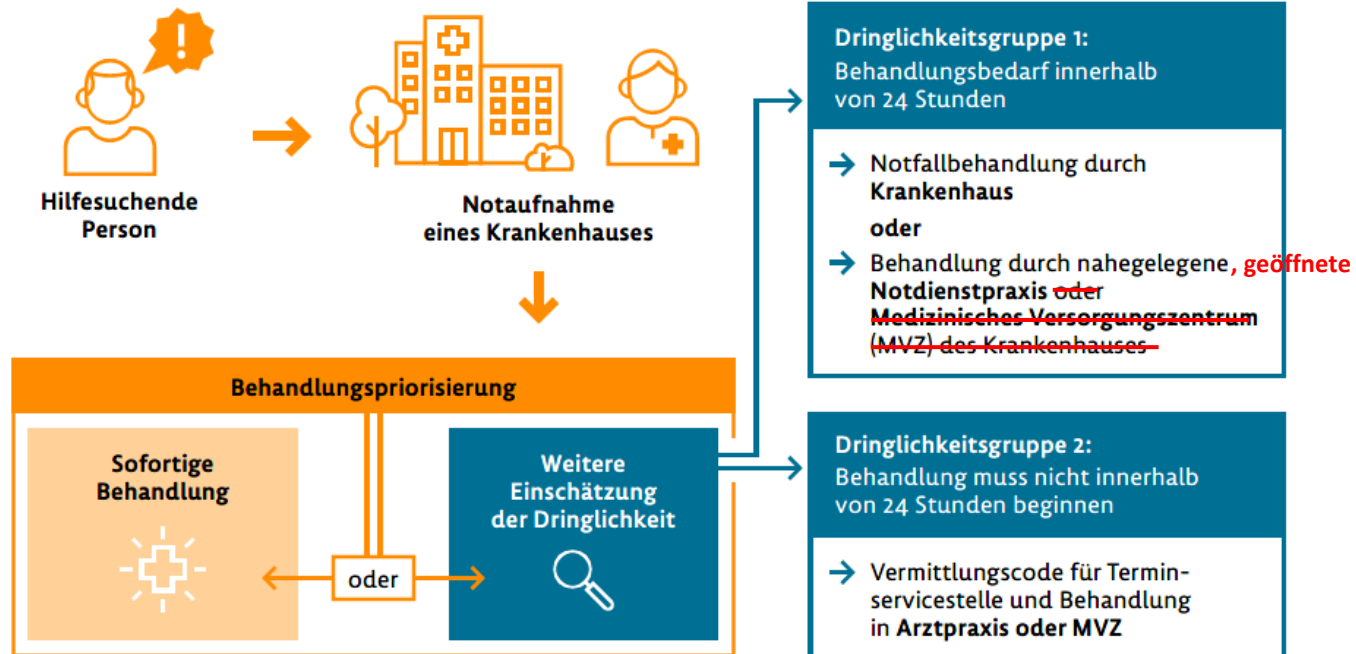 Hilfesuchende
Person
Notaufnahme
eines Krankenhauses
Behandlungspriorisierung
Sofortige
Behandlung
oder
Weitere
Einschätzung
der Dringlichkeit
Dringlichkeitsgruppe 1:
Behandlungsbedarf innerhalb
von 24 Stunden
Notfallbehandlung durch
Krankenhaus
oder
Behandlung durch nahegelegene, geöffnete
Notdienstpraxis oder
Medizinisches Versorgungszentrum
(MVZ) des Krankenhauses
Dringlichkeitsgruppe 2:
Behandlung muss nicht innerhalb
von 24 Stunden beginnen
Vermittlungscode für Termin-
servicestelle und Behandlung
in Arztpraxis oder MVZ